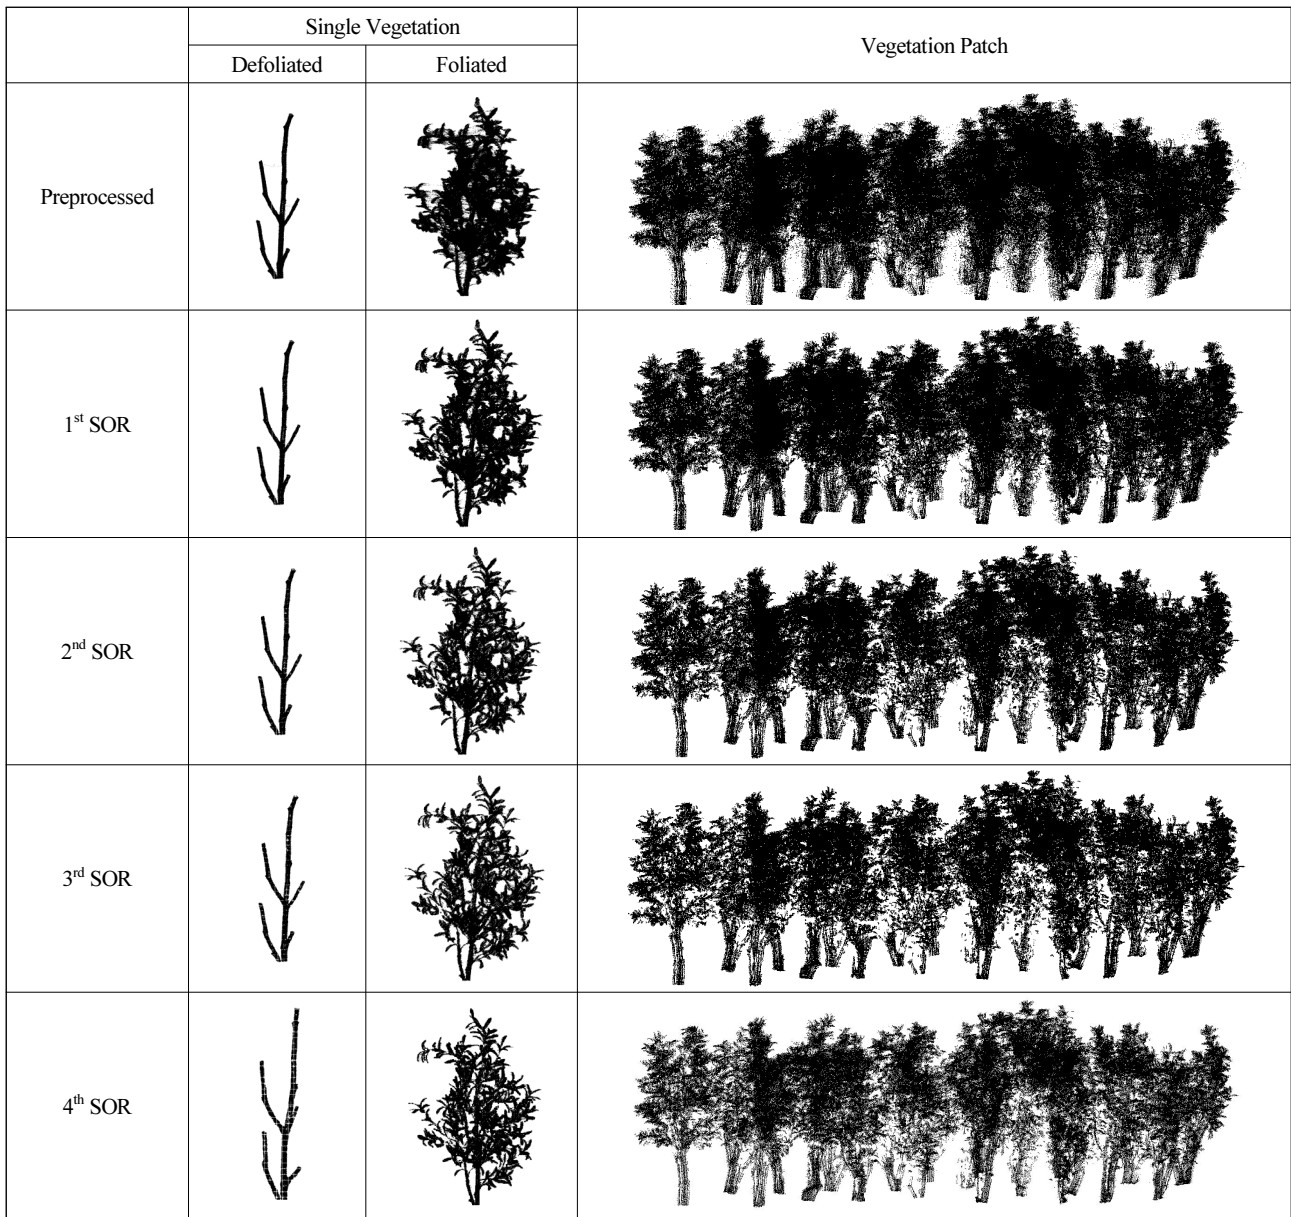 Single Vegetation
Vegetation Patch
Defoliated
Foliated
Preprocessed
1st SOR
2nd SOR
3rd SOR
4th SOR